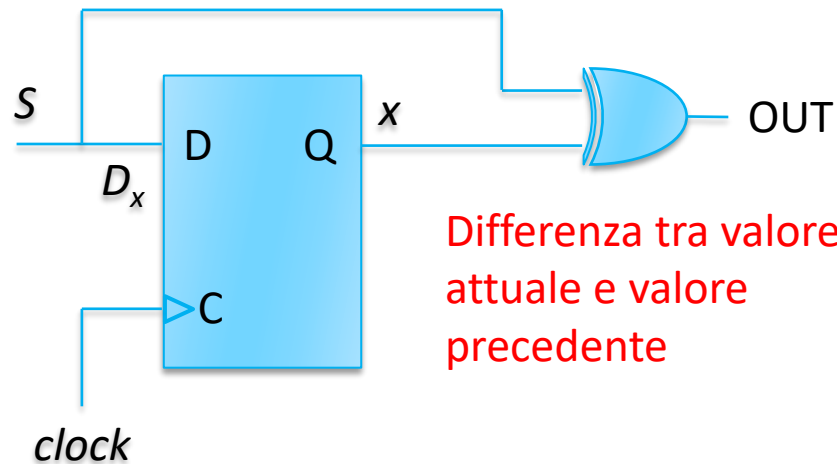 S
x
OUT
D
Q
Dx
Differenza tra valore
attuale e valore
precedente
C
clock